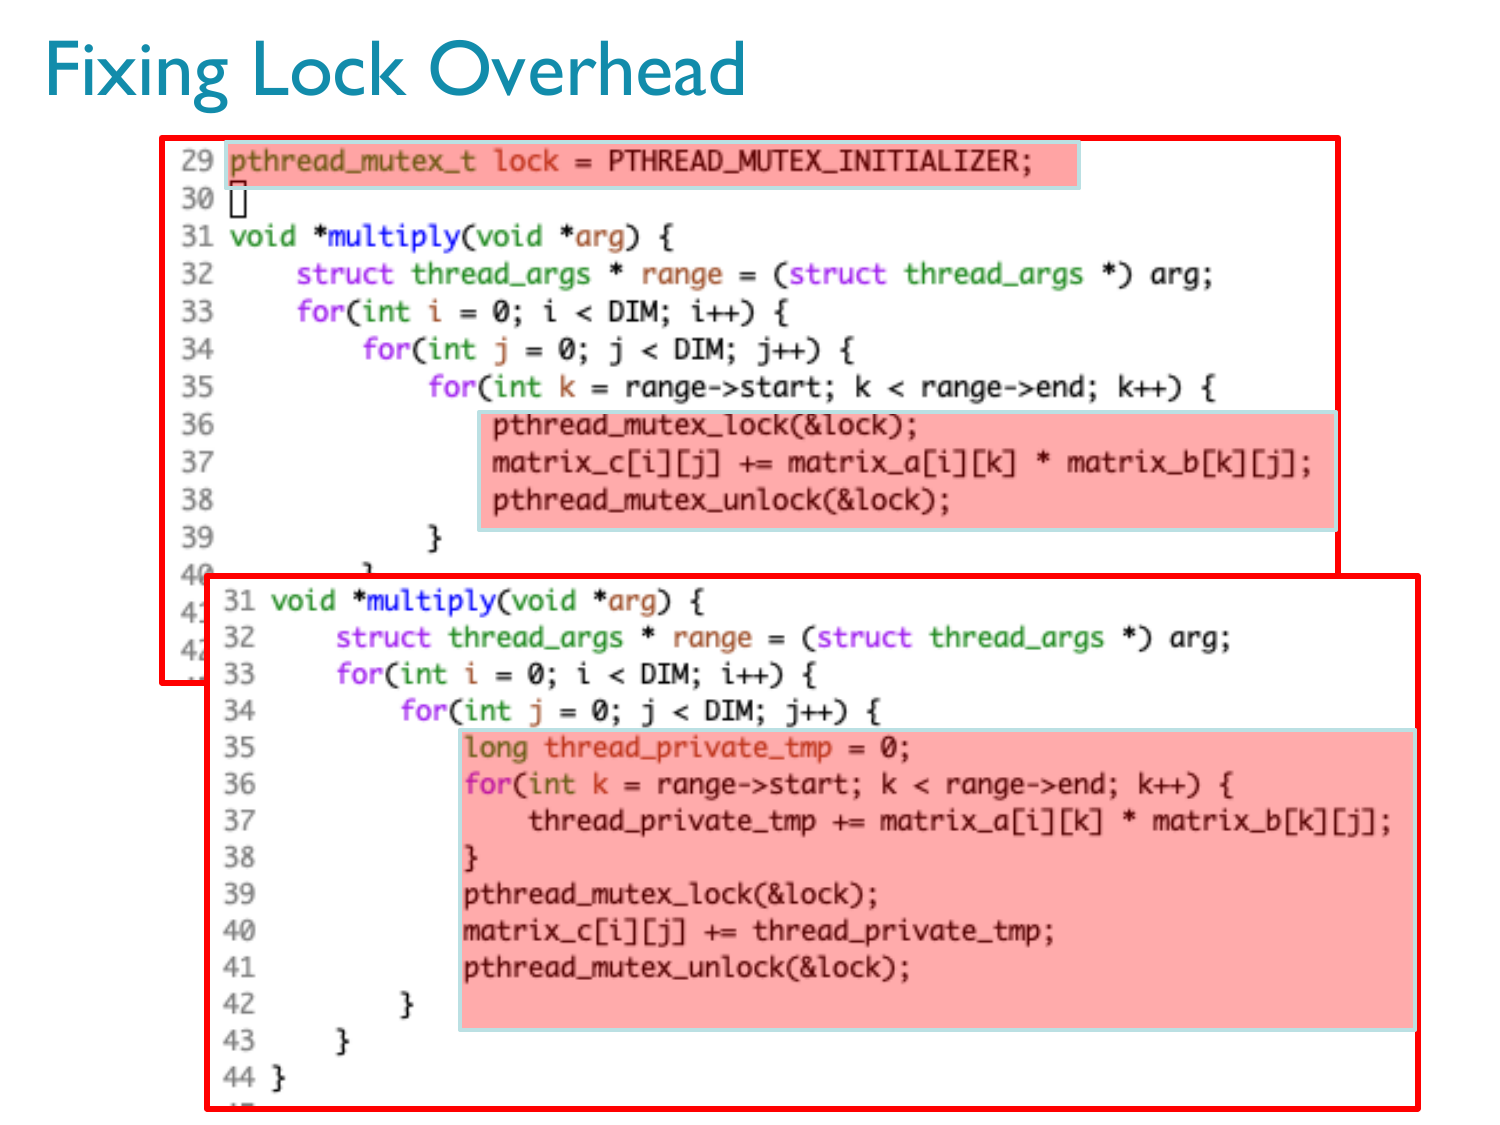 Fixing Lock Overhead
29 pthread_mutex_t lock = PTHREAD_MUTEX_INITIALIZER;
30
31 void *multiply(void *arg) {
32 struct thread_args * range = (struct thread_args *) arg;
33 for(int i = 0; i < DIM; i++) {
34 for(int j = 0; j < DIM; j++) {
35 for(int k = range->start; k < range->end; k++) {
36 pthread_mutex_lock(&lock);
37 matrix_c[i][j] += matrix_a[i][k] * matrix_b[k][j];
38 pthread_mutex_unlock(&lock);
39 }
40 }
41
42
31 void *multiply(void *arg) {
32 struct thread_args * range = (struct thread_args *) arg;
33 for(int i = 0; i < DIM; i++) {
34 for(int j = 0; j < DIM; j++) {
35 long thread_private_tmp = 0;
36 for(int k = range->start; k < range->end; k++) {
37 thread_private_tmp += matrix_a[i][k] * matrix_b[k][j];
38 }
39 pthread_mutex_lock(&lock);
40 matrix_c[i][j] += thread_private_tmp;
41 pthread_mutex_unlock(&lock);
42 }
43 }
44 }